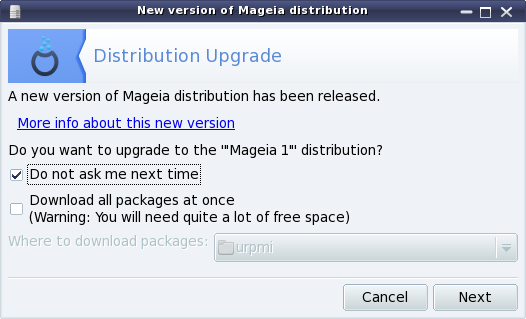 New version of Mageia distribution
Distribution Upgrade
A new version of Mageia distribution has been released.
More info about this new version
Do you want to upgrade to the '"Mageia 1"' distribution?
Do not ask me next time
Download all packages at once
(Warning: You will need quite a lot of free space)
Where to download packages: urpmi
Cancel Next